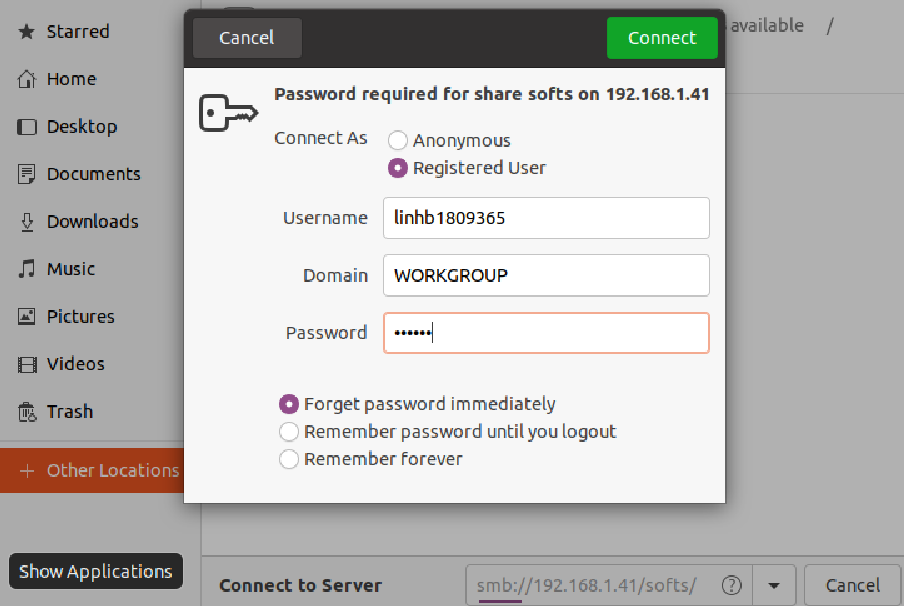 Starred
Home
Desktop
Documents
Downloads
Music
Pictures
Videos
Trash
+ Other Locations
Show Applications
available /
Cancel
Connect
Password required for share softs on 192.168.1.41
Connect As
Anonymous
Registered User
Username
linhb1809365
Domain
WORKGROUP
Password
••••••
Forget password immediately
Remember password until you logout
Remember forever
Connect to Server
smb://192.168.1.41/softs/
?
Cancel